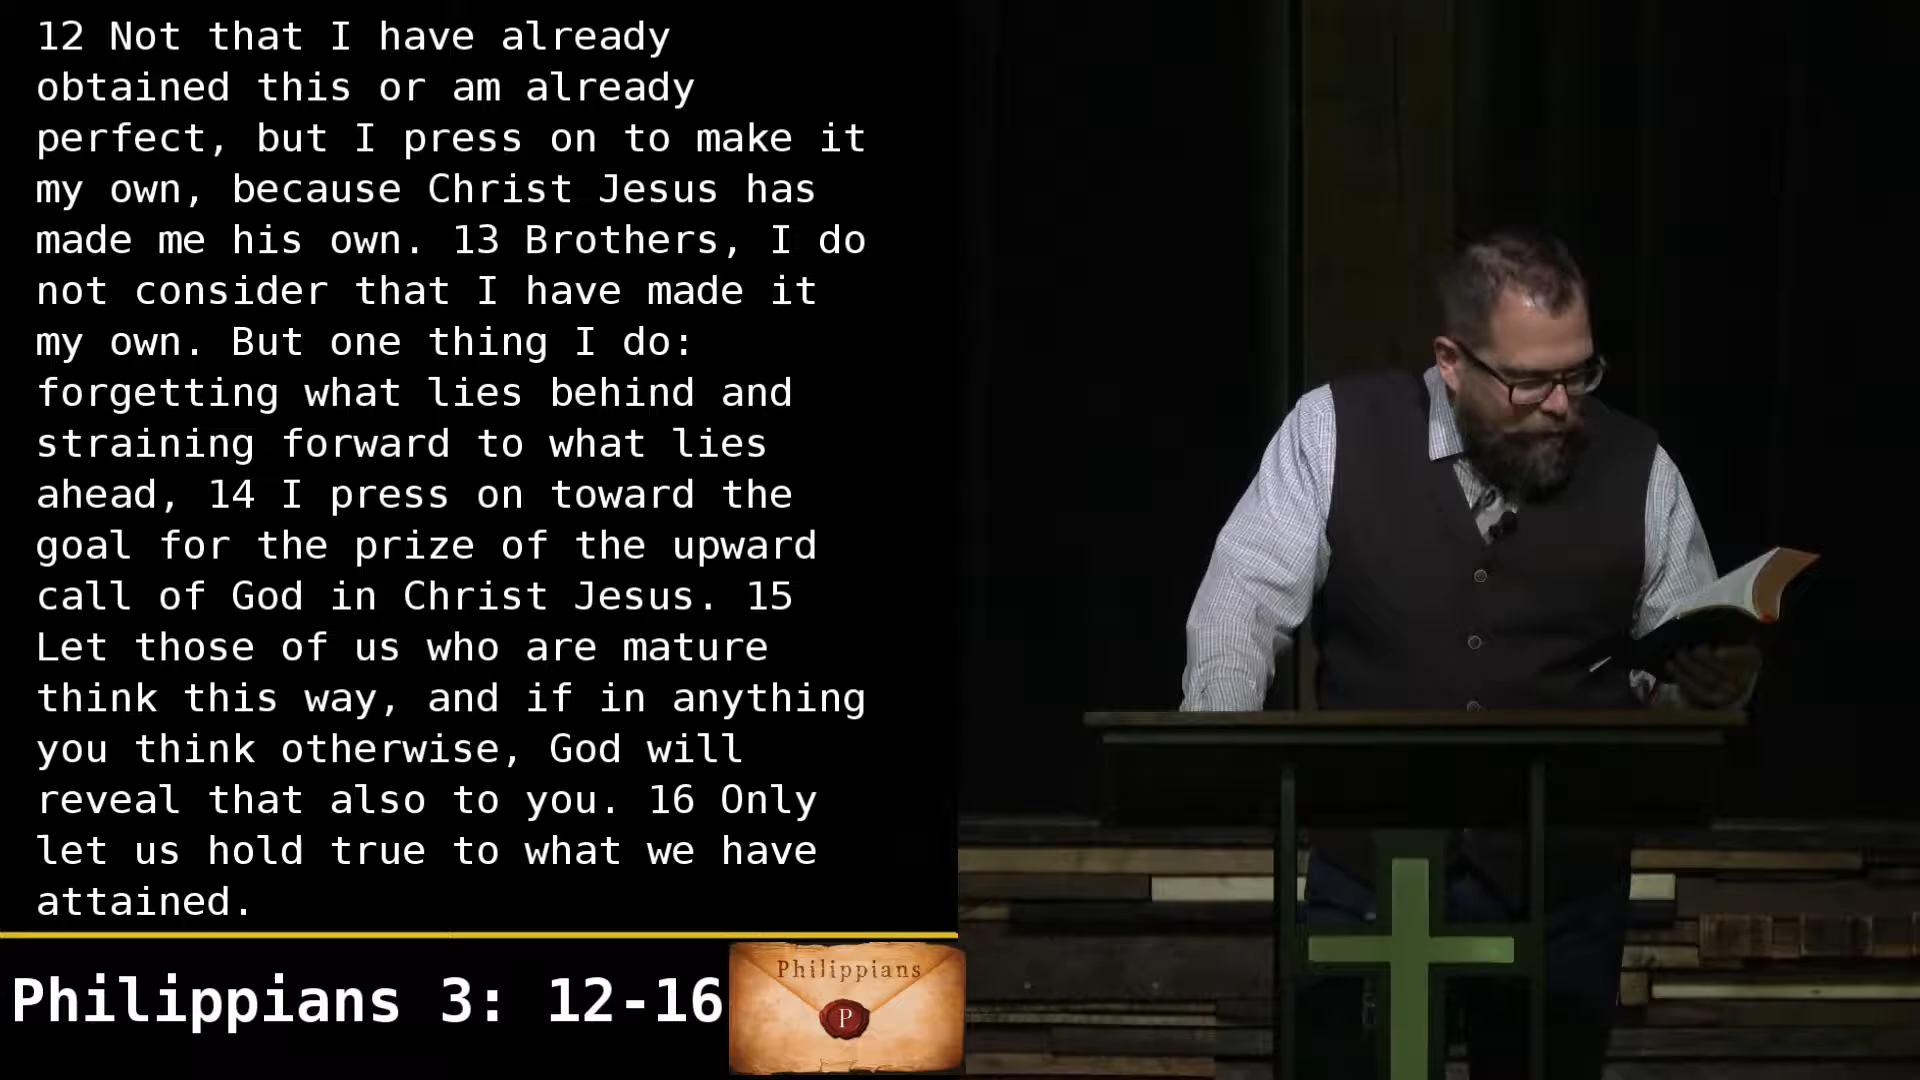 12 Not that I have already
obtained this or am already
perfect, but I press on to make it
my own, because Christ Jesus has
made me his own. 13 Brothers, I do
not consider that I have made it
my own. But one thing I do:
forgetting what lies behind and
straining forward to what lies
ahead, 14 I press on toward the
goal for the prize of the upward
call of God in Christ Jesus. 15
Let those of us who are mature
think this way, and if in anything
you think otherwise, God will
reveal that also to you. 16 Only
let us hold true to what we have
attained.
Philippians 3: 12-16
Philippians
P